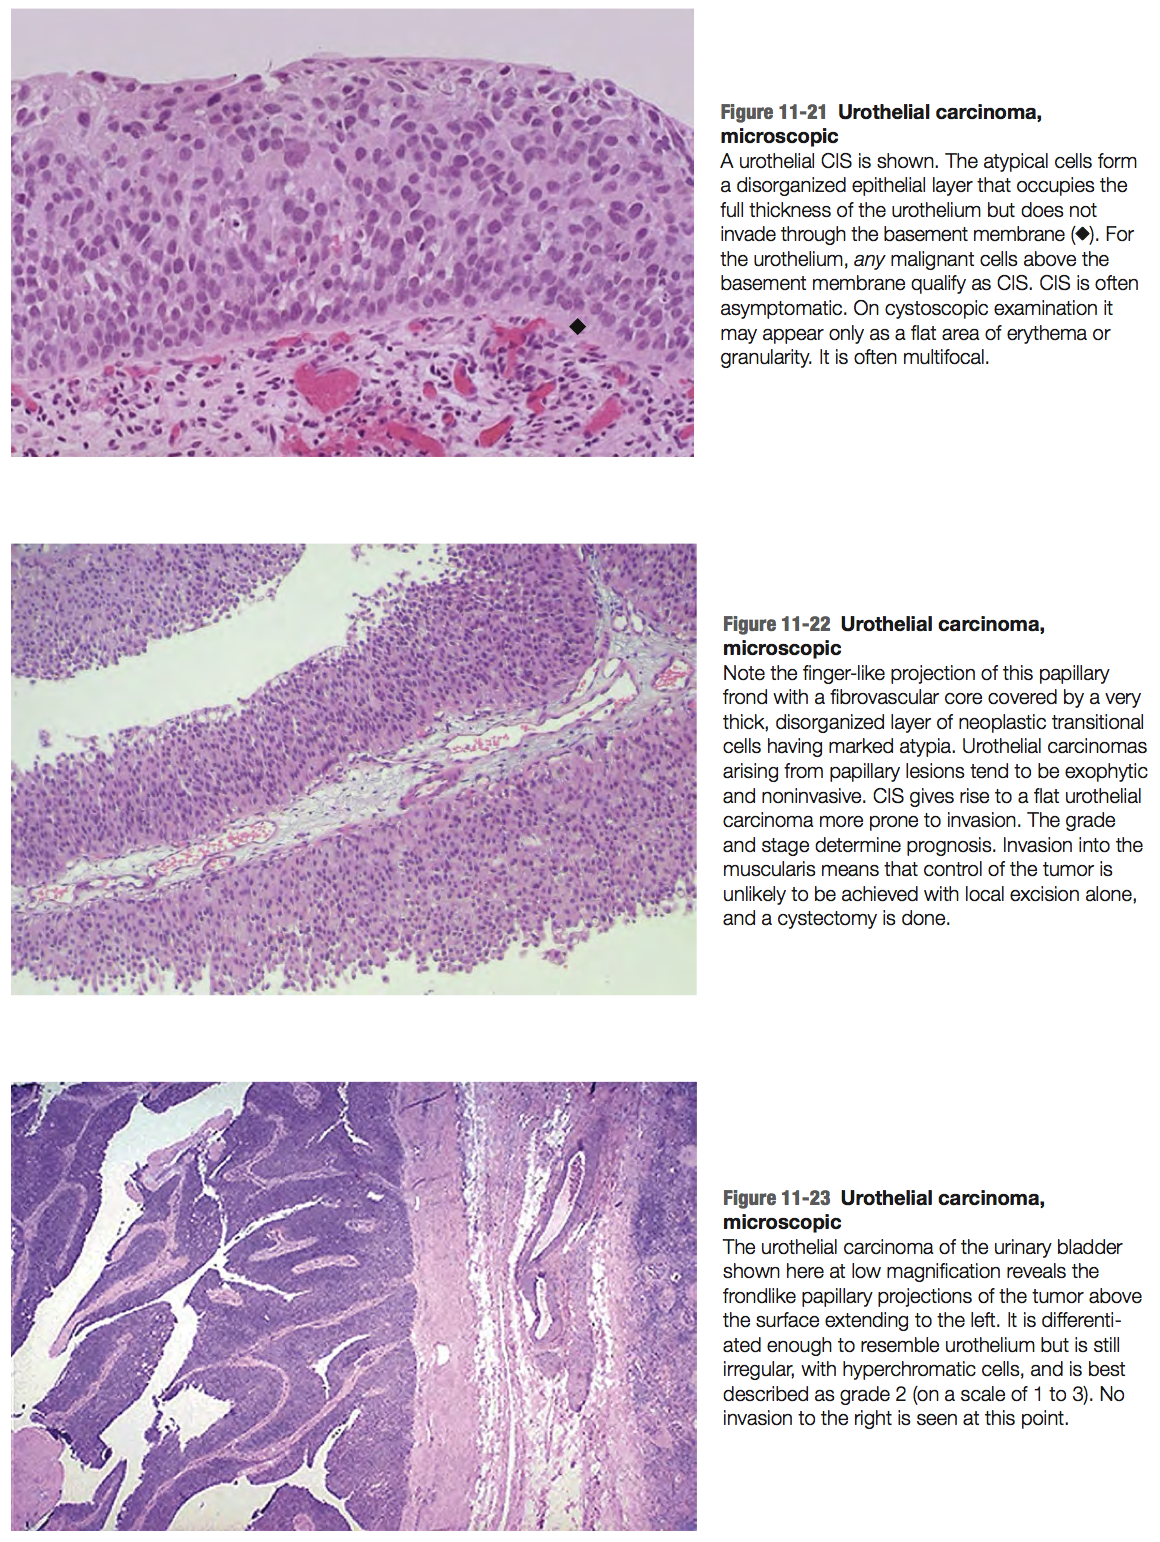 Figure 11-21 Urothelial carcinoma,
microscopic
A urothelial CIS is shown. The atypical cells form
a disorganized epithelial layer that occupies the
full thickness of the urothelium but does not
invade through the basement membrane (◆). For
the urothelium, any malignant cells above the
basement membrane qualify as CIS. CIS is often
asymptomatic. On cystoscopic examination it
may appear only as a flat area of erythema or
granularity. It is often multifocal.
Figure 11-22 Urothelial carcinoma,
microscopic
Note the finger-like projection of this papillary
frond with a fibrovascular core covered by a very
thick, disorganized layer of neoplastic transitional
cells having marked atypia. Urothelial carcinomas
arising from papillary lesions tend to be exophytic
and noninvasive. CIS gives rise to a flat urothelial
carcinoma more prone to invasion. The grade
and stage determine prognosis. Invasion into the
muscularis means that control of the tumor is
unlikely to be achieved with local excision alone,
and a cystectomy is done.
Figure 11-23 Urothelial carcinoma,
microscopic
The urothelial carcinoma of the urinary bladder
shown here at low magnification reveals the
frondlike papillary projections of the tumor above
the surface extending to the left. It is differenti-
ated enough to resemble urothelium but is still
irregular, with hyperchromatic cells, and is best
described as grade 2 (on a scale of 1 to 3). No
invasion to the right is seen at this point.